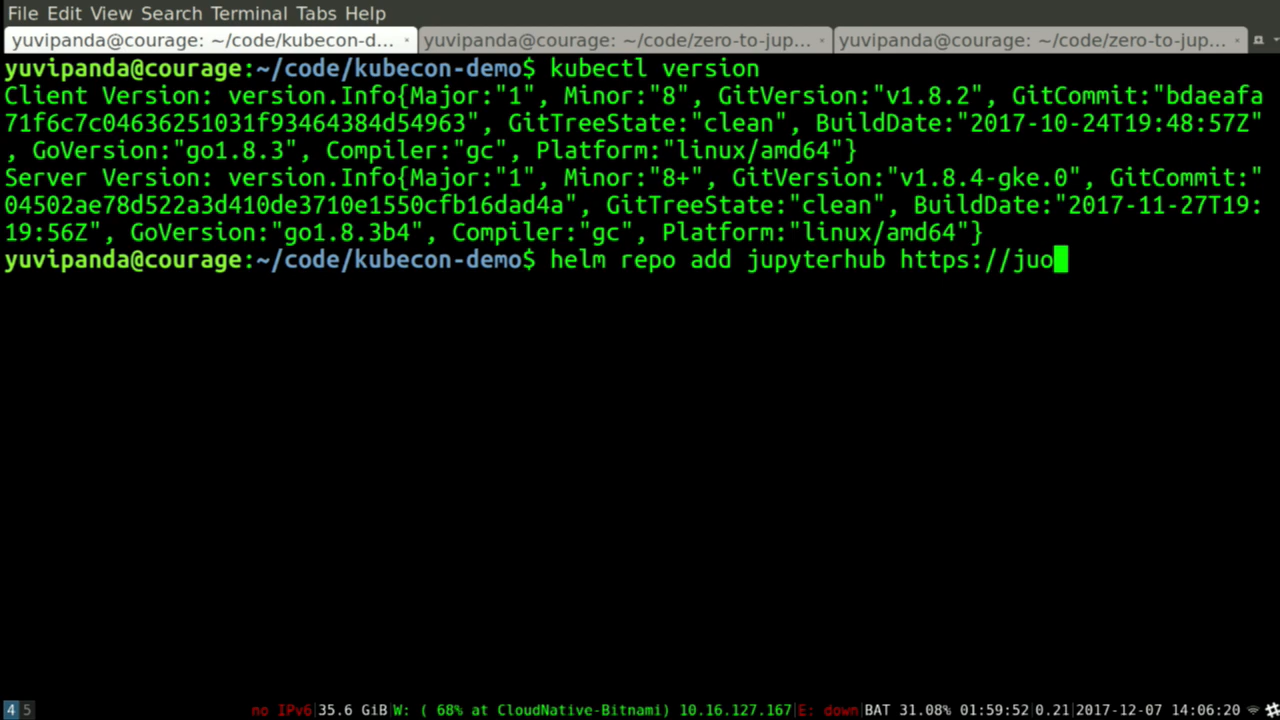 File Edit View Search Terminal Tabs Help
yuvipanda@courage: ~/code/kubecon-d... × yuvipanda@courage: ~/code/zero-to-jup... × yuvipanda@courage: ~/code/zero-to-jup... ×
yuvipanda@courage:~/code/kubecon-demo$ kubectl version
Client Version: version.Info{Major:"1", Minor:"8", GitVersion:"v1.8.2", GitCommit:"bdaeafa
71f6c7c04636251031f93464384d54963", GitTreeState:"clean", BuildDate:"2017-10-24T19:48:57Z"
, GoVersion:"go1.8.3", Compiler:"gc", Platform:"linux/amd64"}
Server Version: version.Info{Major:"1", Minor:"8+", GitVersion:"v1.8.4-gke.0", GitCommit:"
04502ae78d522a3d410de3710e1550cfb16dad4a", GitTreeState:"clean", BuildDate:"2017-11-27T19:
19:56Z", GoVersion:"go1.8.3b4", Compiler:"gc", Platform:"linux/amd64"}
yuvipanda@courage:~/code/kubecon-demo$ helm repo add jupyterhub https://juo
4 5 no IPv6|35.6 GiB|W: ( 68% at CloudNative-Bitnami) 10.16.127.167|E: down|BAT 31.08% 01:59:52|0.21|2017-12-07 14:06:20